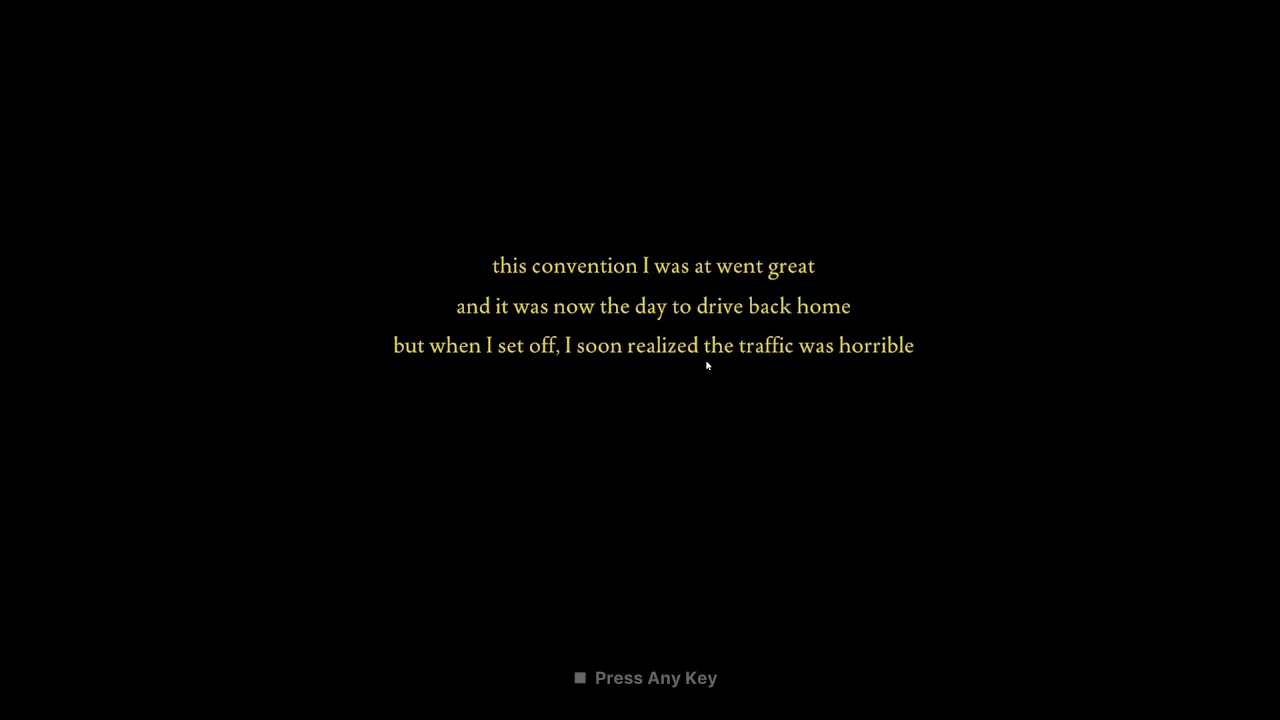 this convention I was at went great
and it was now the day to drive back home
but when I set off, I soon realized the traffic was horrible
Press Any Key